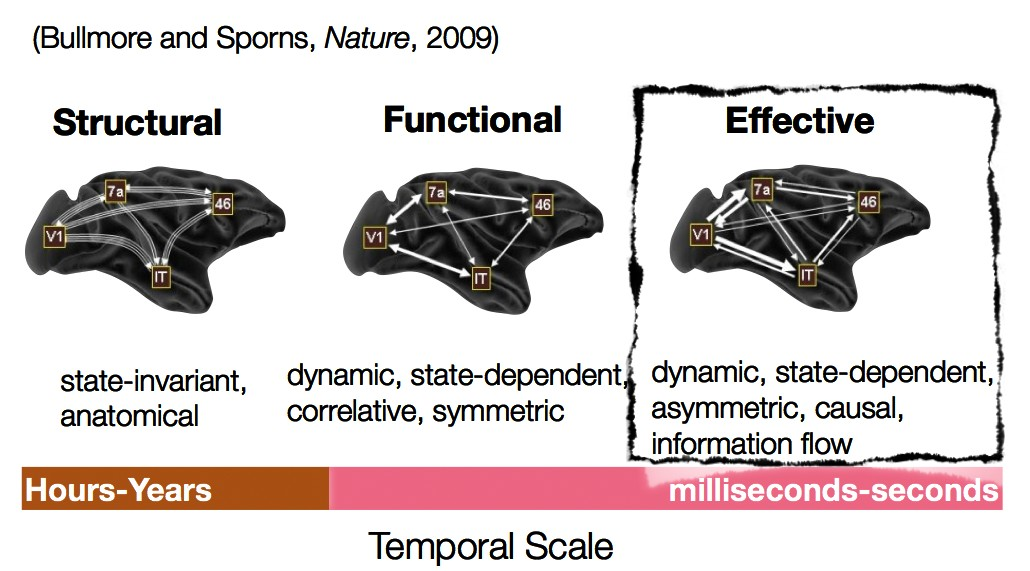 (Bullmore and Sporns, Nature, 2009)
Structural
Functional
Effective
7a
46
V1
IT
7a
46
V1
IT
7a
46
V1
IT
state-invariant,
anatomical
dynamic, state-dependent,
correlative, symmetric
dynamic, state-dependent,
asymmetric, causal,
information flow
Hours-Years
milliseconds-seconds
Temporal Scale